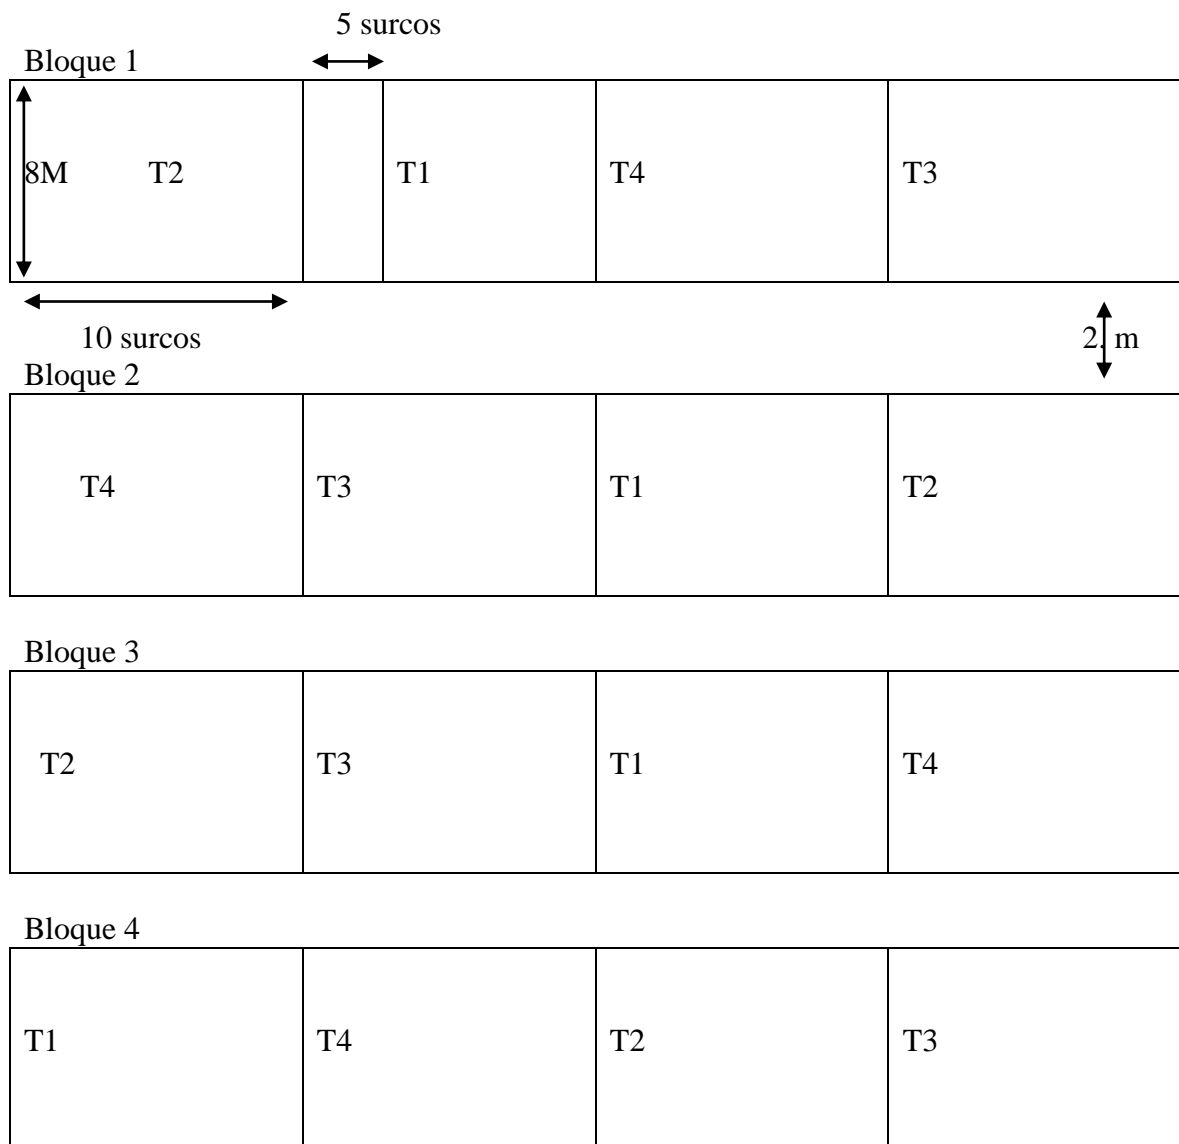 5 surcos
Bloque 1
8M T2 T1 T4 T3
10 surcos 2. m
Bloque 2
T4 T3 T1 T2
Bloque 3
T2 T3 T1 T4
Bloque 4
T1 T4 T2 T3